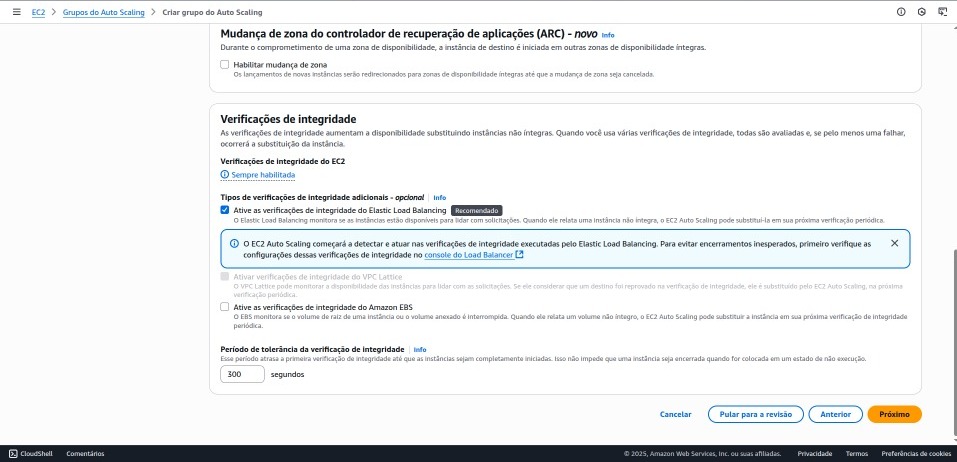 EC2 > Grupos do Auto Scaling > Criar grupo do Auto Scaling
Mudança de zona do controlador de recuperação de aplicações (ARC) - novo Info
Durante o comprometimento de uma zona de disponibilidade, a instância de destino é iniciada em outras zonas de disponibilidade íntegras.
Habilitar mudança de zona
Os lançamentos de novas instâncias serão redirecionados para zonas de disponibilidade íntegras até que a mudança de zona seja cancelada.
Verificações de integridade
As verificações de integridade aumentam a disponibilidade substituindo instâncias não íntegras. Quando você usa várias verificações de integridade, todas são avaliadas e, se pelo menos uma falhar,
ocorrerá a substituição da instância.
Verificações de integridade do EC2
Sempre habilitada
Tipos de verificações de integridade adicionais - opcional Info
Ative as verificações de integridade do Elastic Load Balancing Recomendado
O Elastic Load Balancing monitora se as instâncias estão disponíveis para lidar com solicitações. Quando ele relata uma instância não íntegra, o EC2 Auto Scaling pode substituí-la em sua próxima verificação periódica.
O EC2 Auto Scaling começará a detectar e atuar nas verificações de integridade executadas pelo Elastic Load Balancing. Para evitar encerramentos inesperados, primeiro verifique as
configurações dessas verificações de integridade no console do Load Balancer
Ativar verificações de integridade do VPC Lattice
O VPC Lattice pode monitorar a disponibilidade das instâncias para lidar com as solicitações. Se ele considerar que um destino foi reprovado na verificação de integridade, ele é substituído pelo EC2 Auto Scaling, na próxima
verificação periódica.
Ative as verificações de integridade do Amazon EBS
O EBS monitora se o volume de raiz de uma instância ou o volume anexado é interrompida. Quando ele relata um volume não íntegro, o EC2 Auto Scaling pode substituir a instância em sua próxima verificação de integridade
periódica.
Período de tolerância da verificação de integridade Info
Esse período atrasa a primeira verificação de integridade até que as instâncias sejam completamente iniciadas. Isso não impede que uma instância seja encerrada quando for colocada em um estado de não execução.
300 segundos
Cancelar Pular para a revisão Anterior Próximo
CloudShell Comentários © 2025, Amazon Web Services, Inc. ou suas afiliadas. Privacidade Termos Preferências de cookies